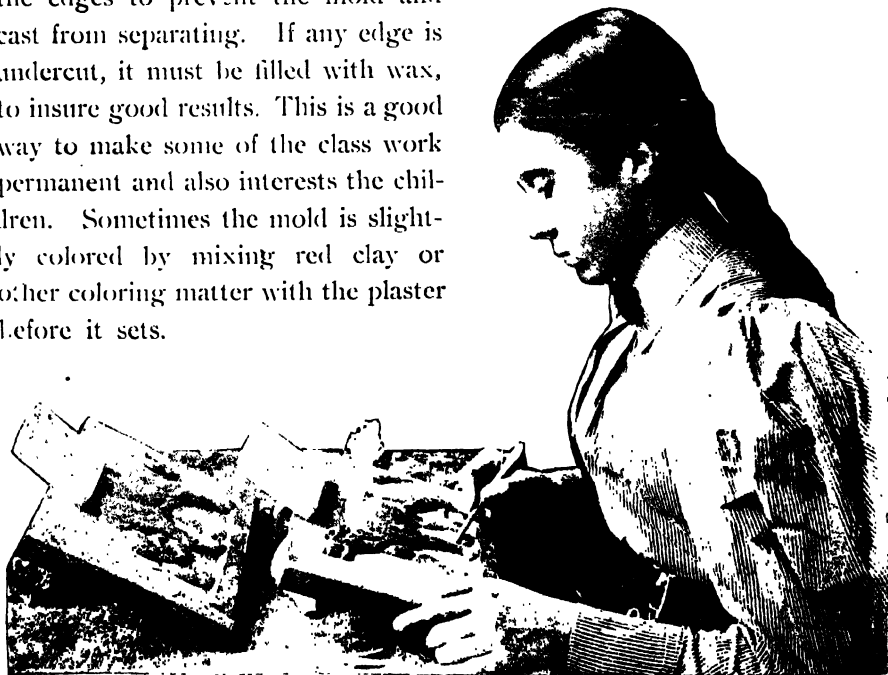 the edges to prevent the mold and
cast from separating. If any edge is
undercut, it must be filled with wax,
to insure good results. This is a good
way to make some of the class work
permanent and also interests the chil-
dren. Sometimes the mold is slight-
ly colored by mixing red clay or
other coloring matter with the plaster
before it sets.